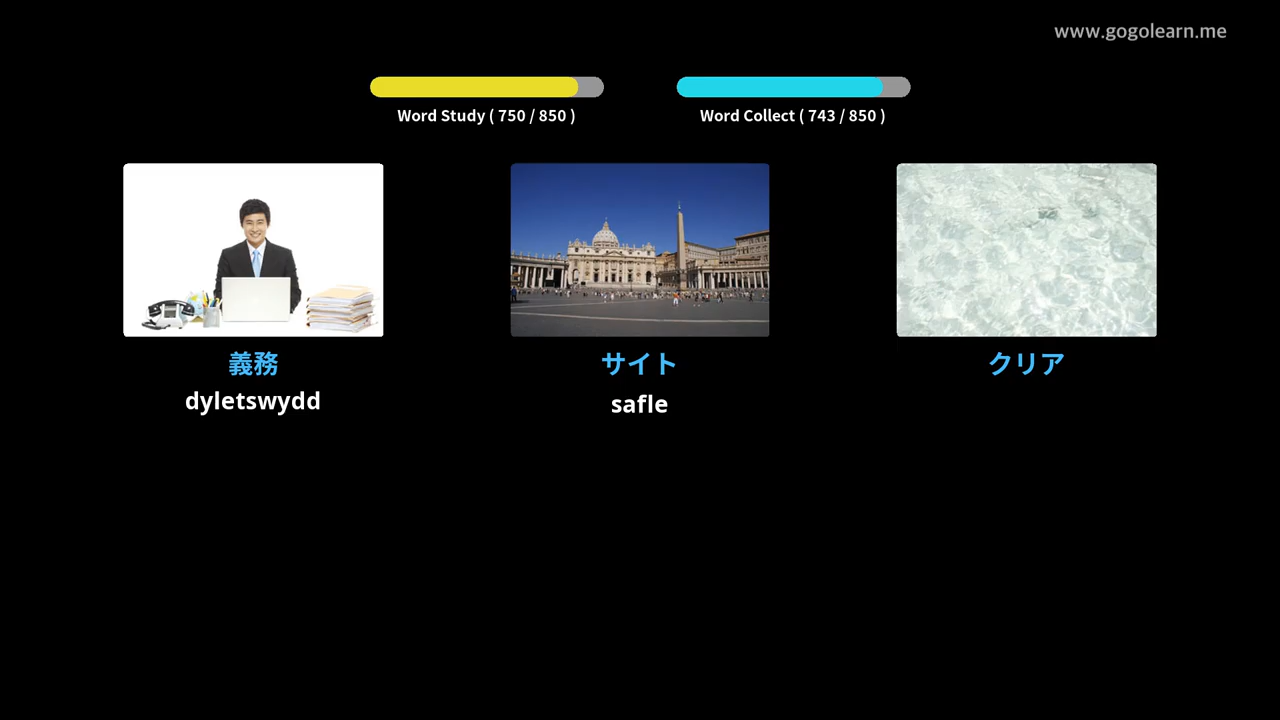 www.gogolearn.me
Word Study ( 750 / 850 )
Word Collect ( 743 / 850 )
義務
サイト
クリア
dyletswydd
safle